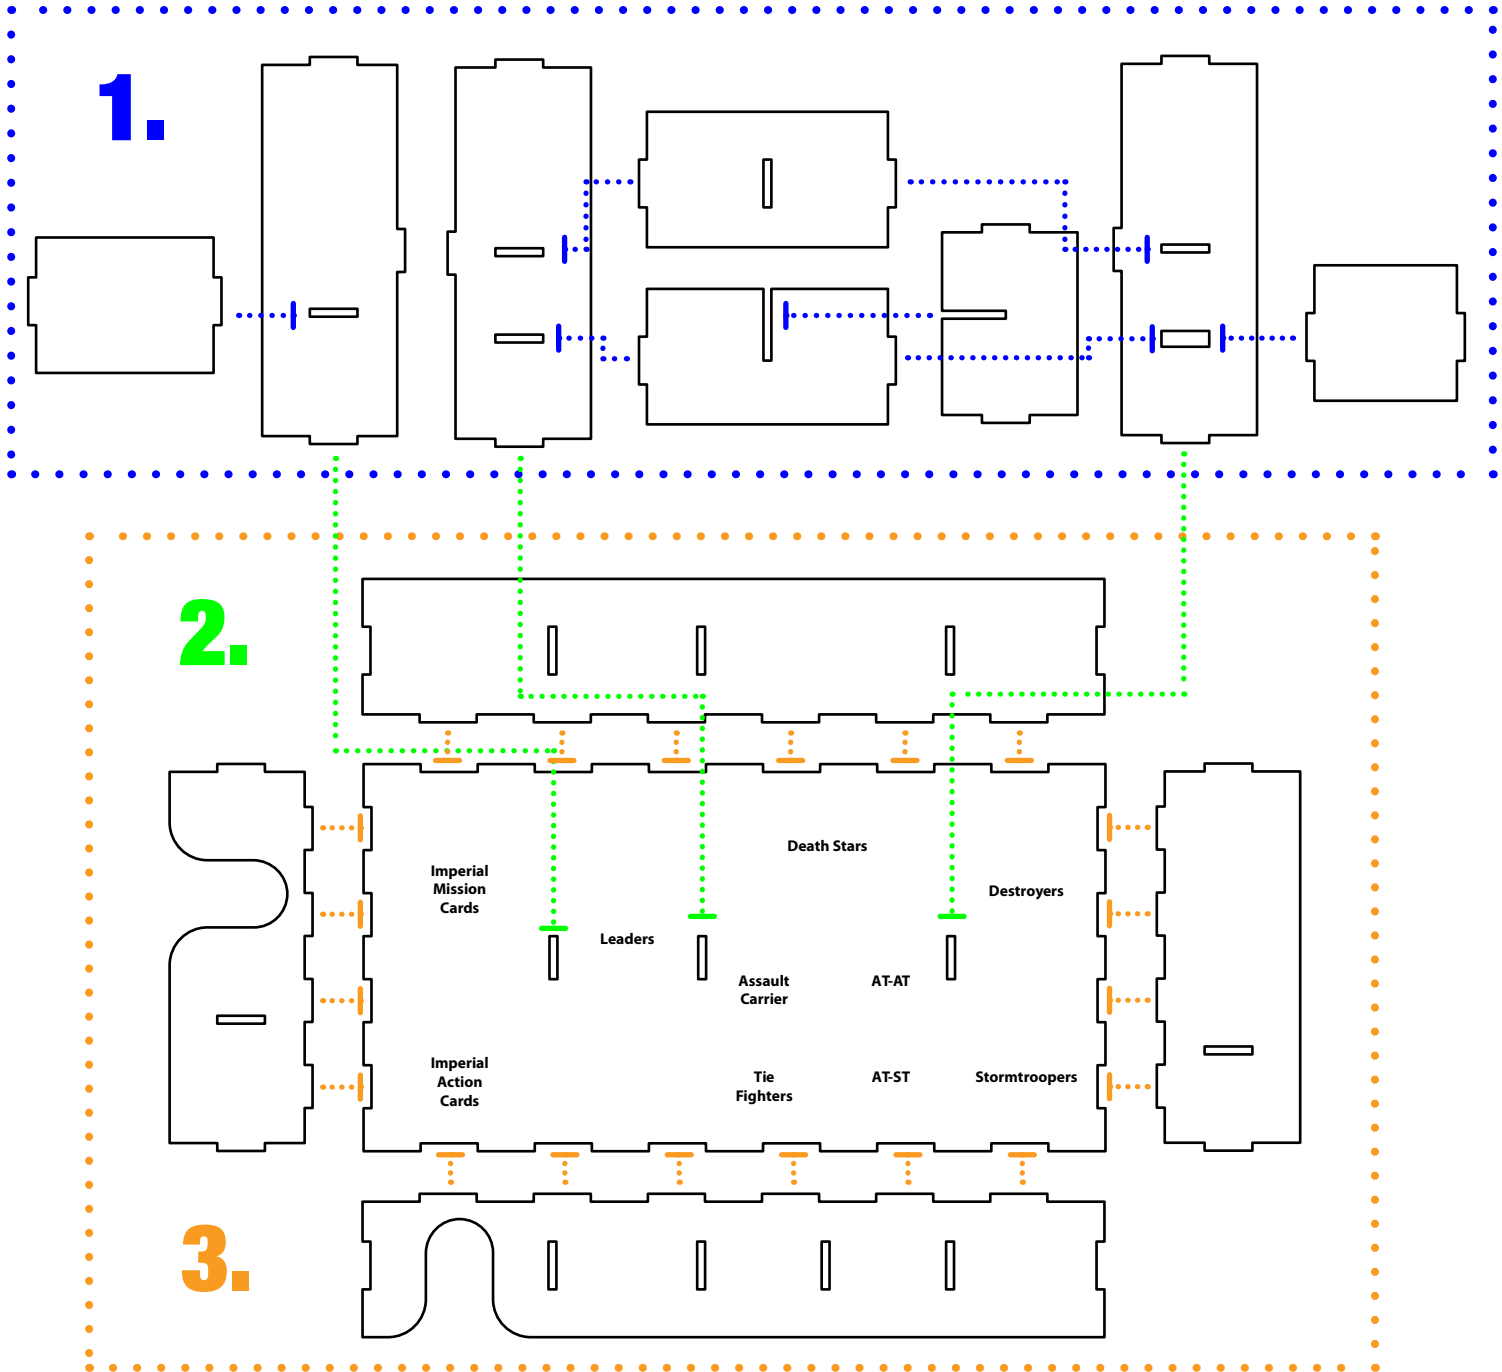 1.
2.
Death Stars
Imperial
Mission
Cards
Destroyers
Leaders
Assault
Carrier
AT-AT
Imperial
Action
Cards
Tie
Fighters
AT-ST
Stormtroopers
3.